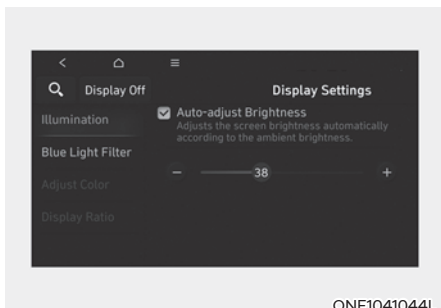 Display Off
Display Settings
Illumination
Auto-adjust Brightness
Adjusts the screen brightness automatically
according to the ambient brightness.
Blue Light Filter
38
Adjust Color
Display Ratio
ONE1041044L